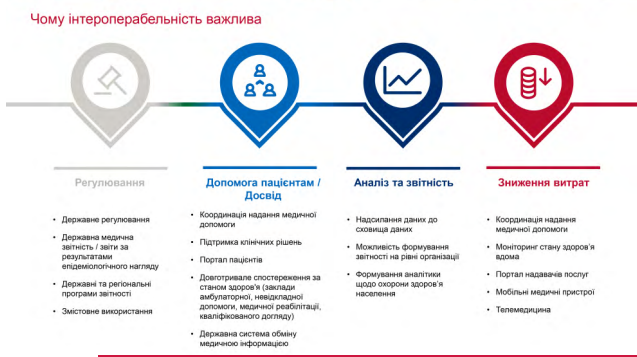 Чому інтероперабельність важлива
Регулювання
• Державне регулювання
• Державна медична
звітність / звіти за
результатами
епідеміологічного нагляду
• Державні та регіональні
програми звітності
• Змістовне використання
Допомога пацієнтам /
Досвід
• Координація надання медичної
допомоги
• Підтримка клінічних рішень
• Портал пацієнтів
• Довготривале спостереження за
станом здоров'я (заклади
амбулаторної, невідкладної
допомоги, медичної реабілітації,
кваліфікованого догляду)
• Державна система обміну
медичною інформацією
Аналіз та звітність
• Надсилання даних до
сховища даних
• Можливість формування
звітності на рівні організації
• Формування аналітики
щодо охорони здоров'я
населення
Зниження витрат
• Координація надання
медичної допомоги
• Моніторинг стану здоров'я
вдома
• Портал надавачів послуг
• Мобільні медичні пристрої
• Телемедицина